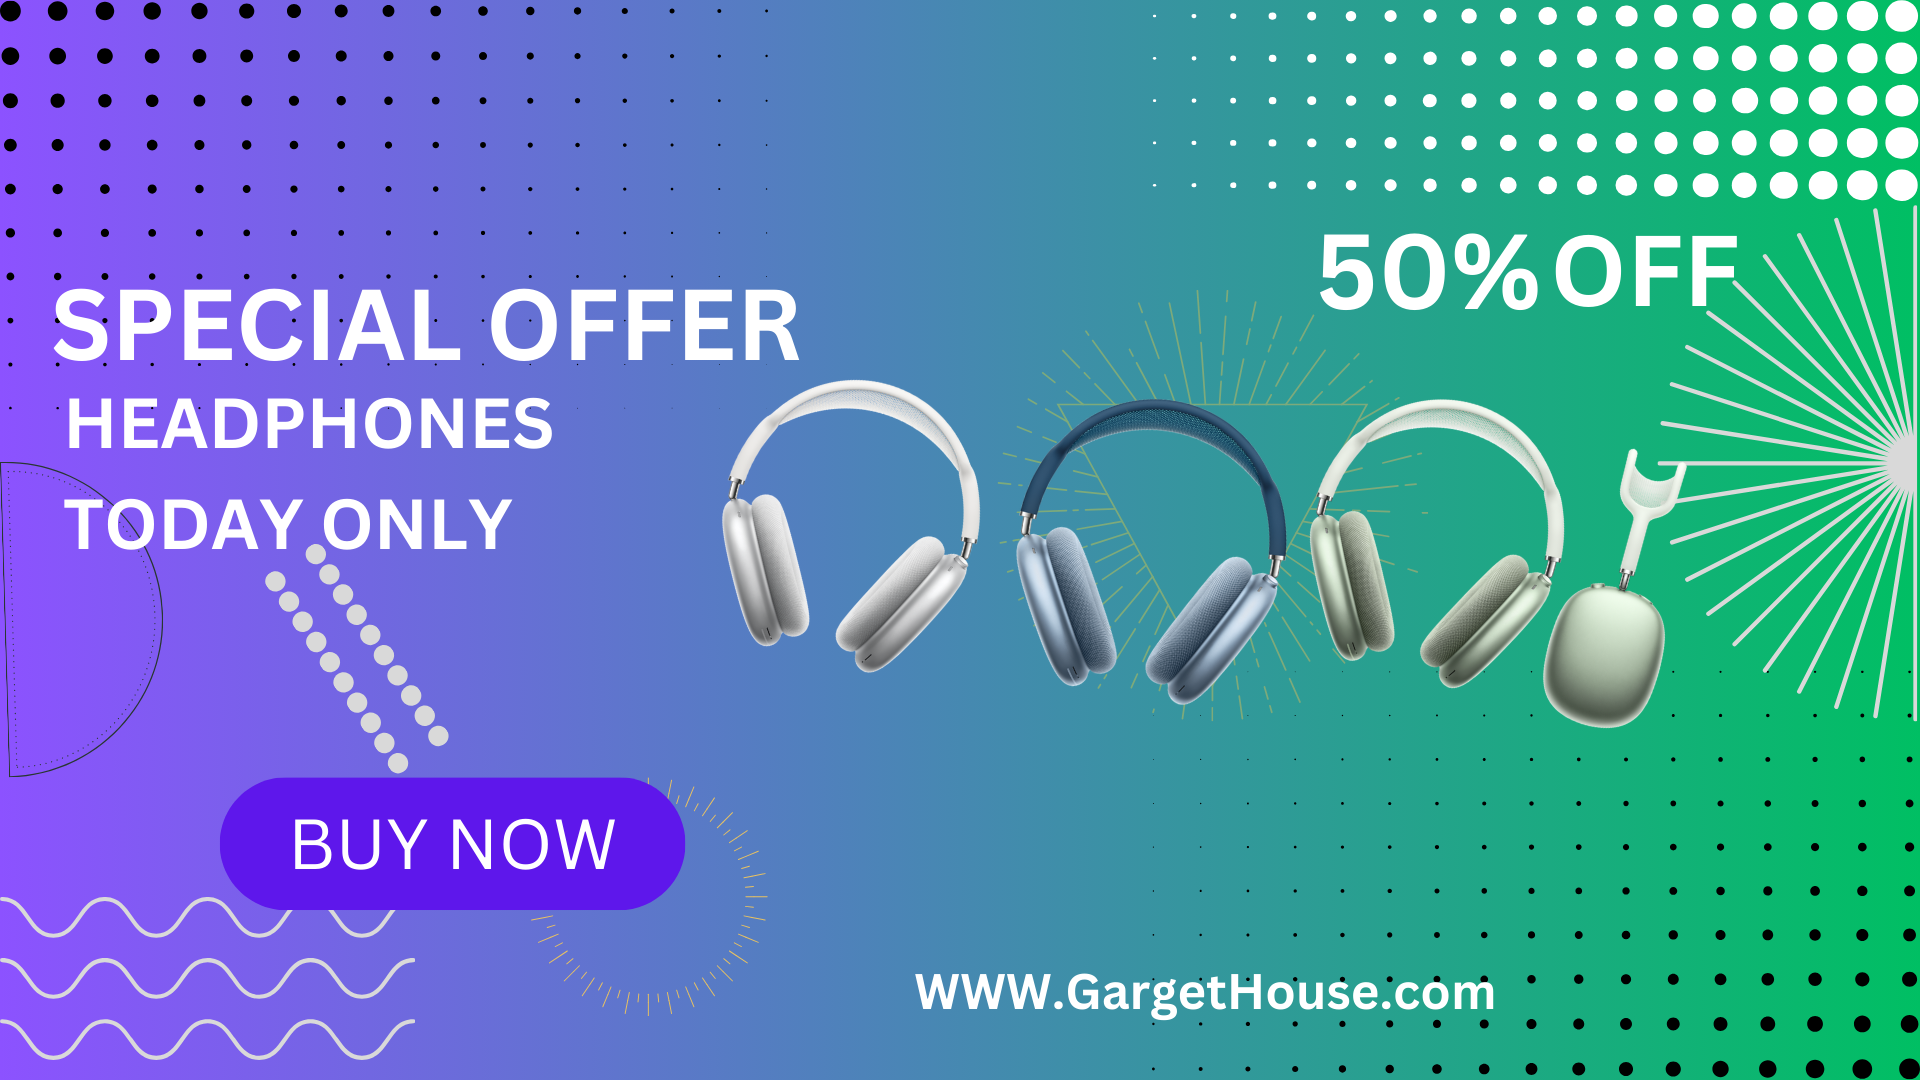 50% OFF
SPECIAL OFFER
HEADPHONES
TODAY ONLY
BUY NOW
WWW.GargetHouse.com